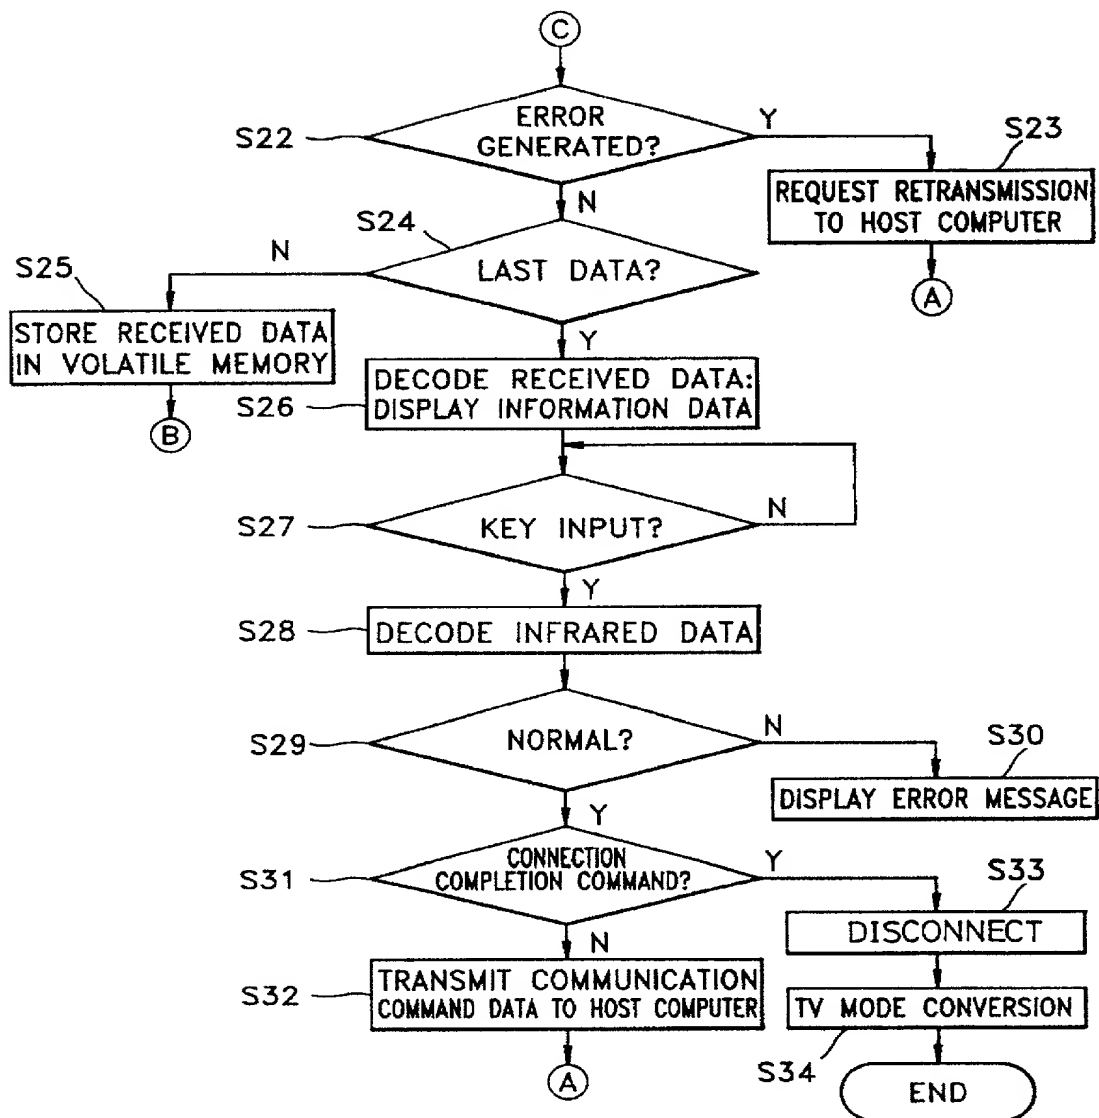 C
ERROR
GENERATED?
S22
Y
S23
REQUEST RETRANSMISSION
TO HOST COMPUTER
A
N
S24
LAST DATA?
N
S25
STORE RECEIVED DATA
IN VOLATILE MEMORY
B
Y
DECODE RECEIVED DATA:
DISPLAY INFORMATION DATA
S26
S27
KEY INPUT?
N
Y
S28
DECODE INFRARED DATA
S29
NORMAL?
N
S30
DISPLAY ERROR MESSAGE
Y
CONNECTION
COMPLETION COMMAND?
S31
Y
S33
DISCONNECT
N
TRANSMIT COMMUNICATION
COMMAND DATA TO HOST COMPUTER
S32
A
TV MODE CONVERSION
S34
END